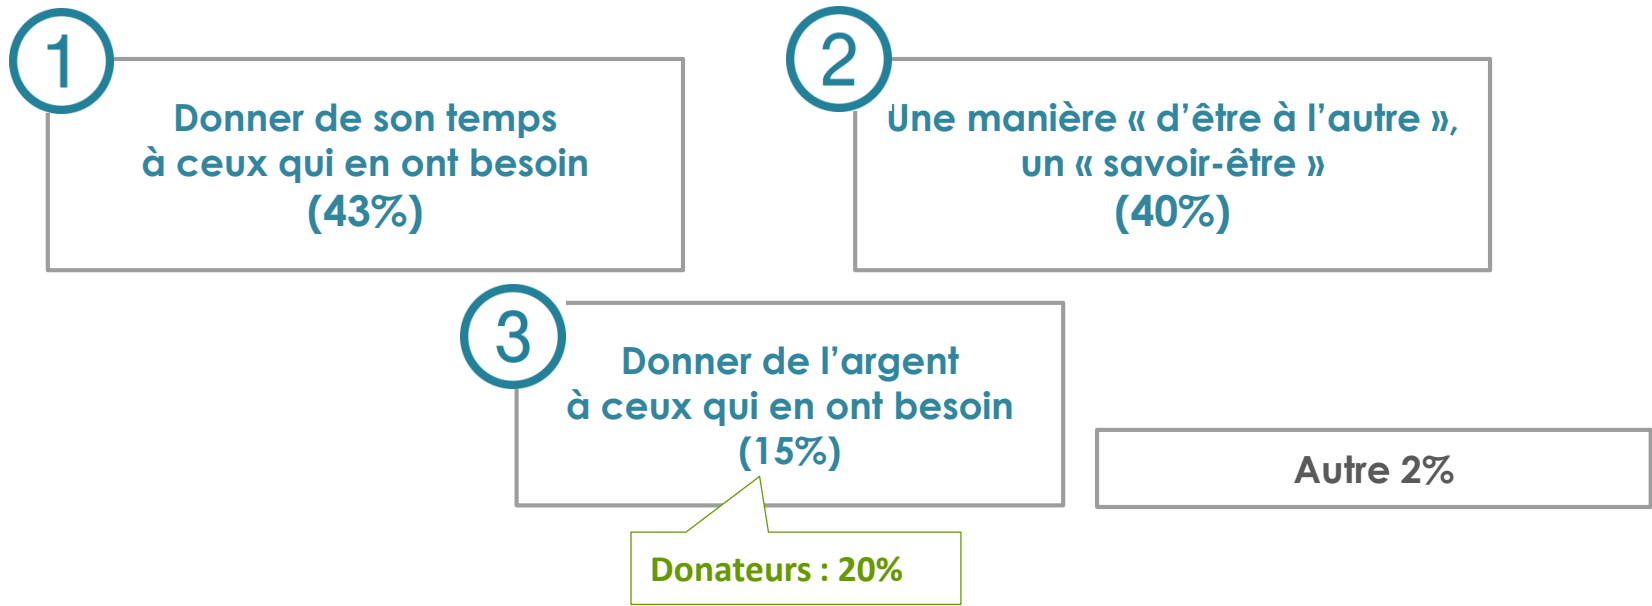 1
Donner de son temps
à ceux qui en ont besoin
(43%)
2
Une manière « d’être à l’autre »,
un « savoir-être »
(40%)
3
Donner de l’argent
à ceux qui en ont besoin
(15%)
Autre 2%
Donateurs : 20%